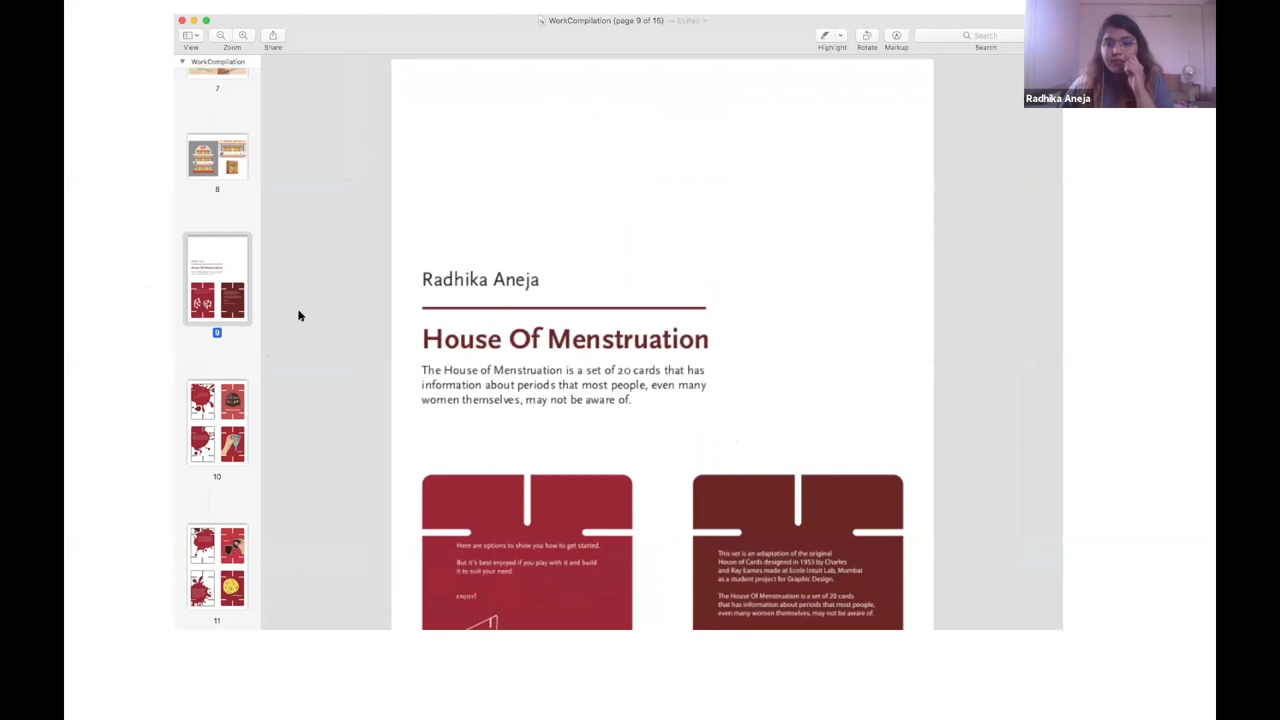 WorkCompilation (page 9 of 15) — Edited
View
Zoom
Share
Highlight
Rotate
Markup
Search
Search
WorkCompilation
7
8
9
10
11
Radhika Aneja
Radhika Aneja
House Of Menstruation
The House of Menstruation is a set of 20 cards that has
information about periods that most people, even many
women themselves, may not be aware of.
Here are options to show you how to get started.
But it's best enjoyed if you play with it and build
it to suit your need.
ENJOY!
This set is an adaptation of the original
House of Cards designed in 1953 by Charles
and Ray Eames made at Ecole Intuit Lab, Mumbai
as a student project for Graphic Design.
The House Of Menstruation is a set of 20 cards
that has information about periods that most people,
even many women themselves, may not be aware of.